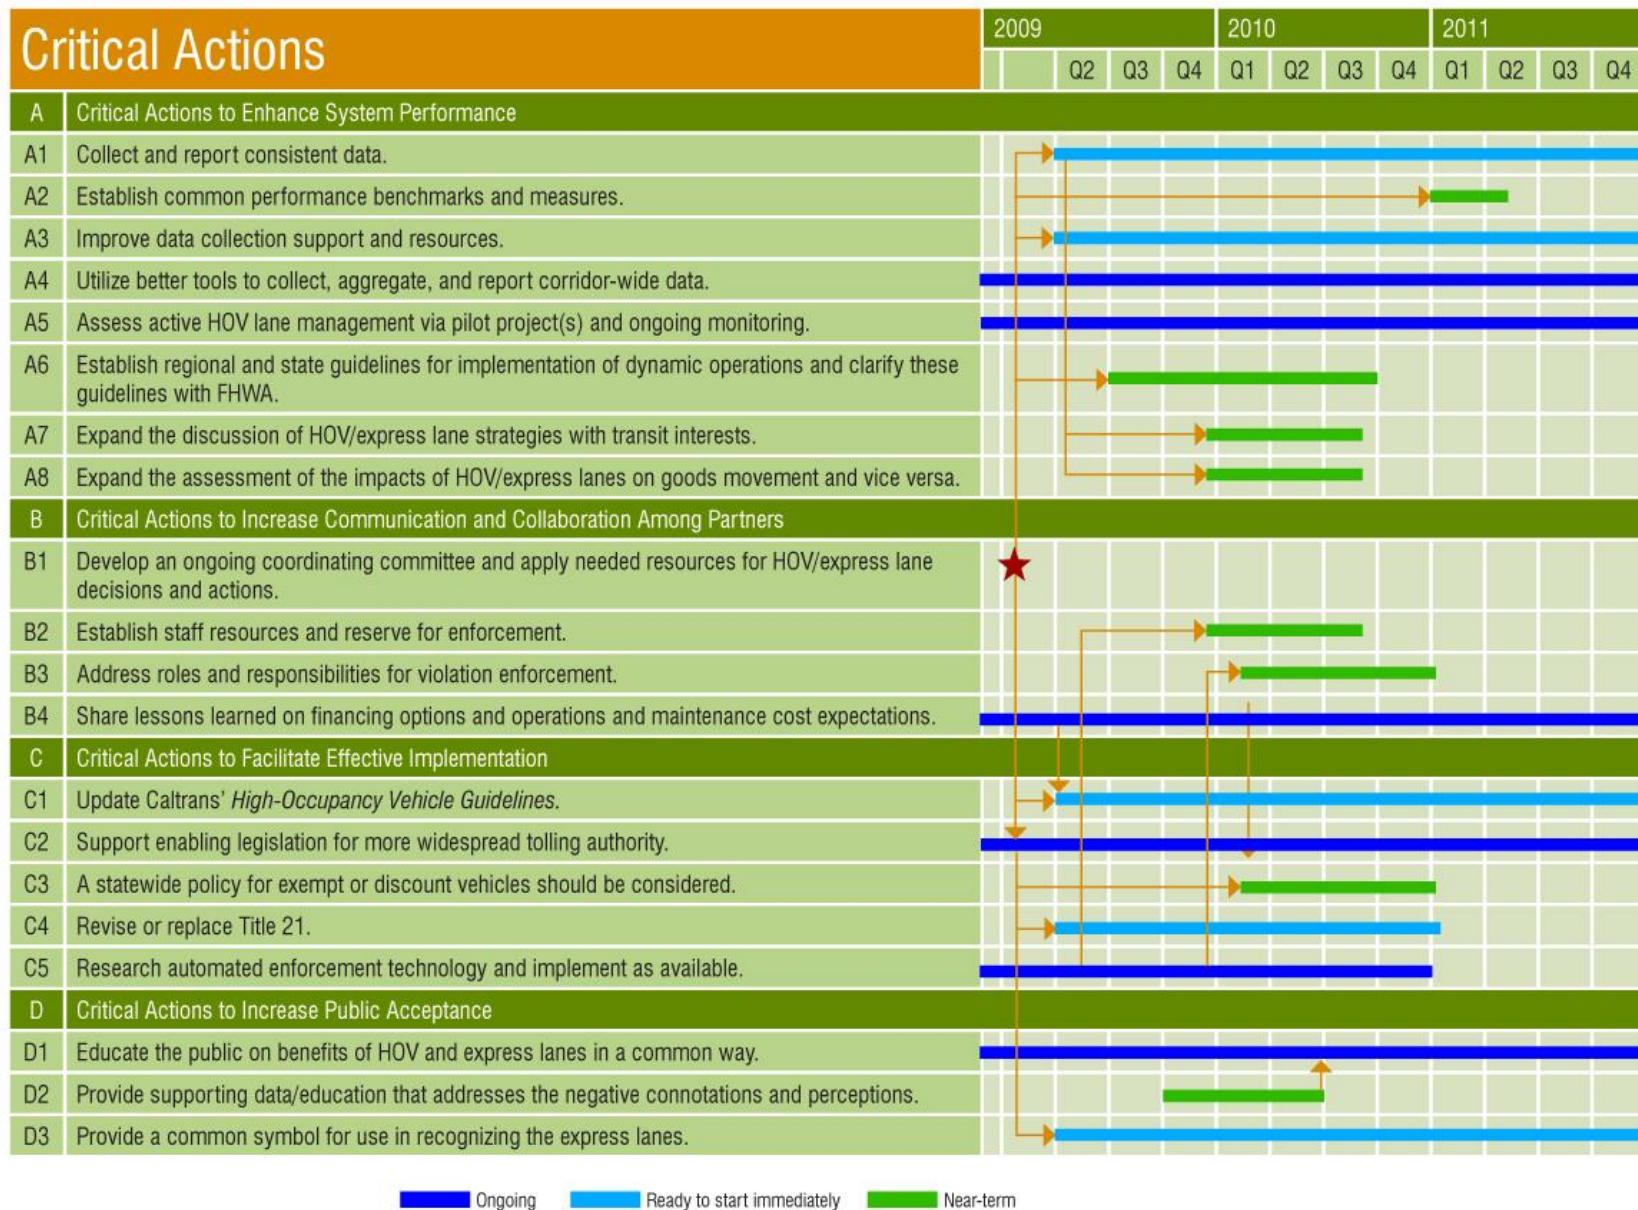 Critical Actions
2009 2010 2011
Q2 Q3 Q4 Q1 Q2 Q3 Q4 Q1 Q2 Q3 Q4
A Critical Actions to Enhance System Performance
A1 Collect and report consistent data.
A2 Establish common performance benchmarks and measures.
A3 Improve data collection support and resources.
A4 Utilize better tools to collect, aggregate, and report corridor-wide data.
A5 Assess active HOV lane management via pilot project(s) and ongoing monitoring.
A6 Establish regional and state guidelines for implementation of dynamic operations and clarify these
guidelines with FHWA.
A7 Expand the discussion of HOV/express lane strategies with transit interests.
A8 Expand the assessment of the impacts of HOV/express lanes on goods movement and vice versa.
B Critical Actions to Increase Communication and Collaboration Among Partners
B1 Develop an ongoing coordinating committee and apply needed resources for HOV/express lane
decisions and actions.
B2 Establish staff resources and reserve for enforcement.
B3 Address roles and responsibilities for violation enforcement.
B4 Share lessons learned on financing options and operations and maintenance cost expectations.
C Critical Actions to Facilitate Effective Implementation
C1 Update Caltrans’ High-Occupancy Vehicle Guidelines.
C2 Support enabling legislation for more widespread tolling authority.
C3 A statewide policy for exempt or discount vehicles should be considered.
C4 Revise or replace Title 21.
C5 Research automated enforcement technology and implement as available.
D Critical Actions to Increase Public Acceptance
D1 Educate the public on benefits of HOV and express lanes in a common way.
D2 Provide supporting data/education that addresses the negative connotations and perceptions.
D3 Provide a common symbol for use in recognizing the express lanes.
Ongoing Ready to start immediately Near-term